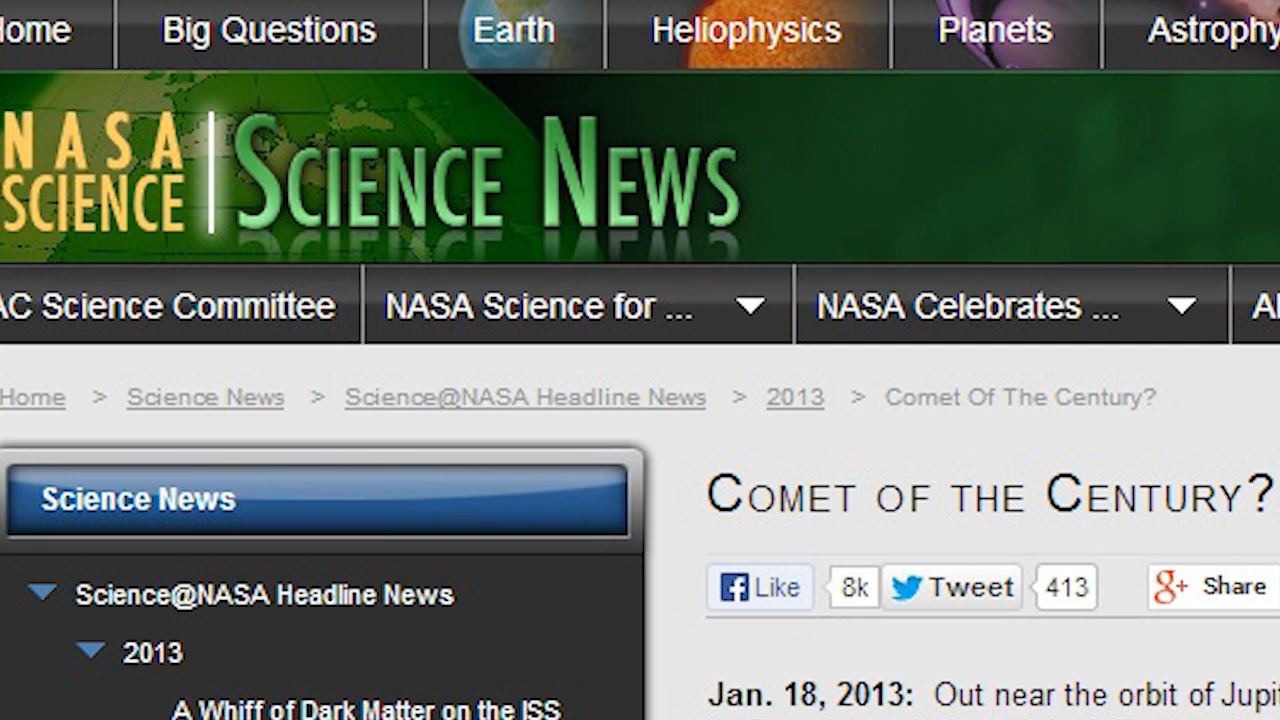 Home Big Questions Earth Heliophysics Planets Astrophy
NASA
SCIENCE
SCIENCE NEWS
AC Science Committee NASA Science for ... NASA Celebrates ... Al
Home > Science News > Science@NASA Headline News > 2013 > Comet Of The Century?
Science News
COMET OF THE CENTURY?
Like 8k Tweet 413 Share
Science@NASA Headline News
2013
Jan. 18, 2013: Out near the orbit of Jupit
A Whiff of Dark Matter on the ISS